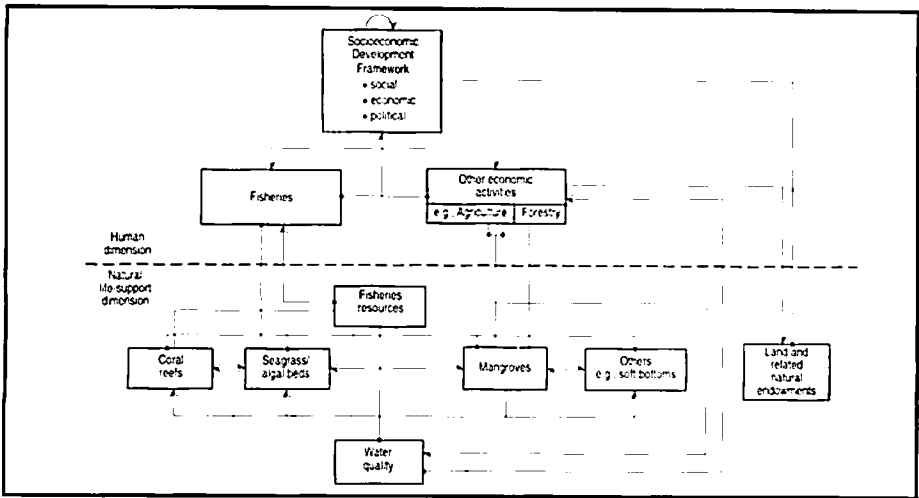 Socioeconomic
Development
Framework
• social
• economic
• political
Fisheries
Other economic
activities
e.g., Agriculture
Forestry
Human
dimension
Natural
life-support
dimension
Fisheries
resources
Coral
reefs
Seagrass/
algal beds
Mangroves
Others
e.g., soft bottoms
Land and
related
natural
endowments
Water
quality